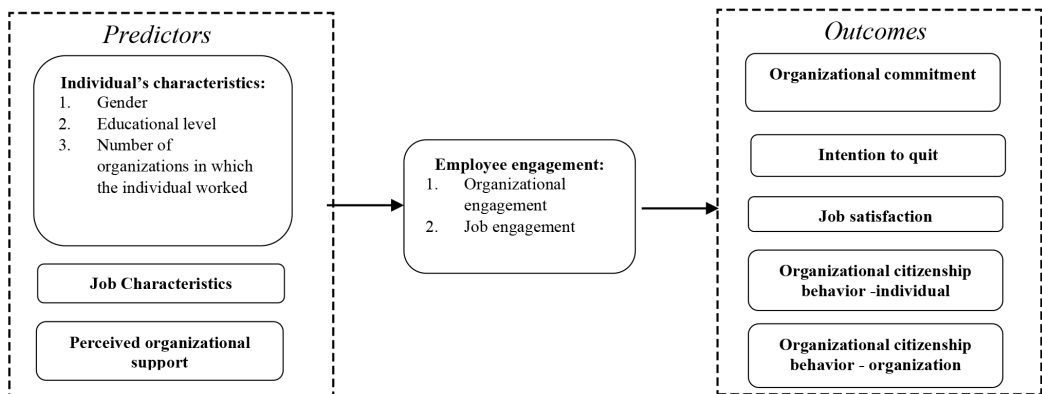 Predictors
Individual's characteristics:
1. Gender
2. Educational level
3. Number of
organizations in which
the individual worked
Job Characteristics
Perceived organizational
support
Employee engagement:
1. Organizational
engagement
2. Job engagement
Outcomes
Organizational commitment
Intention to quit
Job satisfaction
Organizational citizenship
behavior -individual
Organizational citizenship
behavior - organization